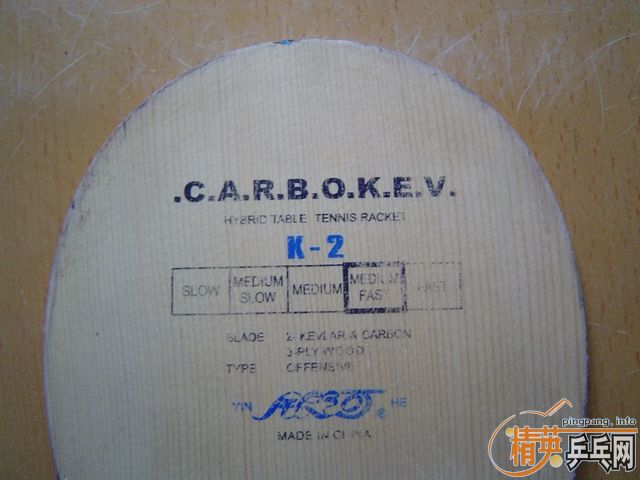 .C.A.R.B.O.K.E.V.
HYBRID TABLE TENNIS RACKET
K-2
SLOW MEDIUM SLOW MEDIUM MEDIUM FAST FAST
BLADE 2- KEVLAR & CARBON
3-PLY WOOD
TYPE OFFENSIVE
YIN HE
MADE IN CHINA
pingpang.info
精英乒乓网